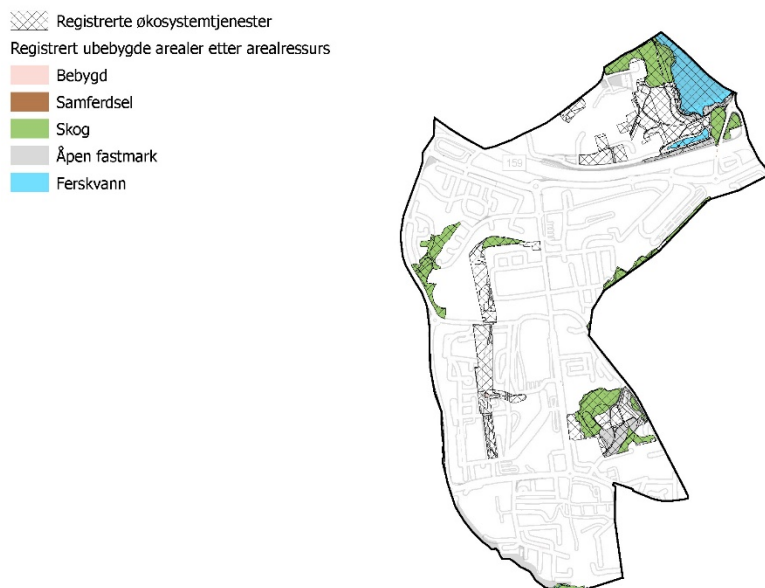 Registrerte økosystemtjenester
Registrert ubebygde arealer etter arealressurs
Bebygd
Samferdsel
Skog
Åpen fastmark
Ferskvann
159